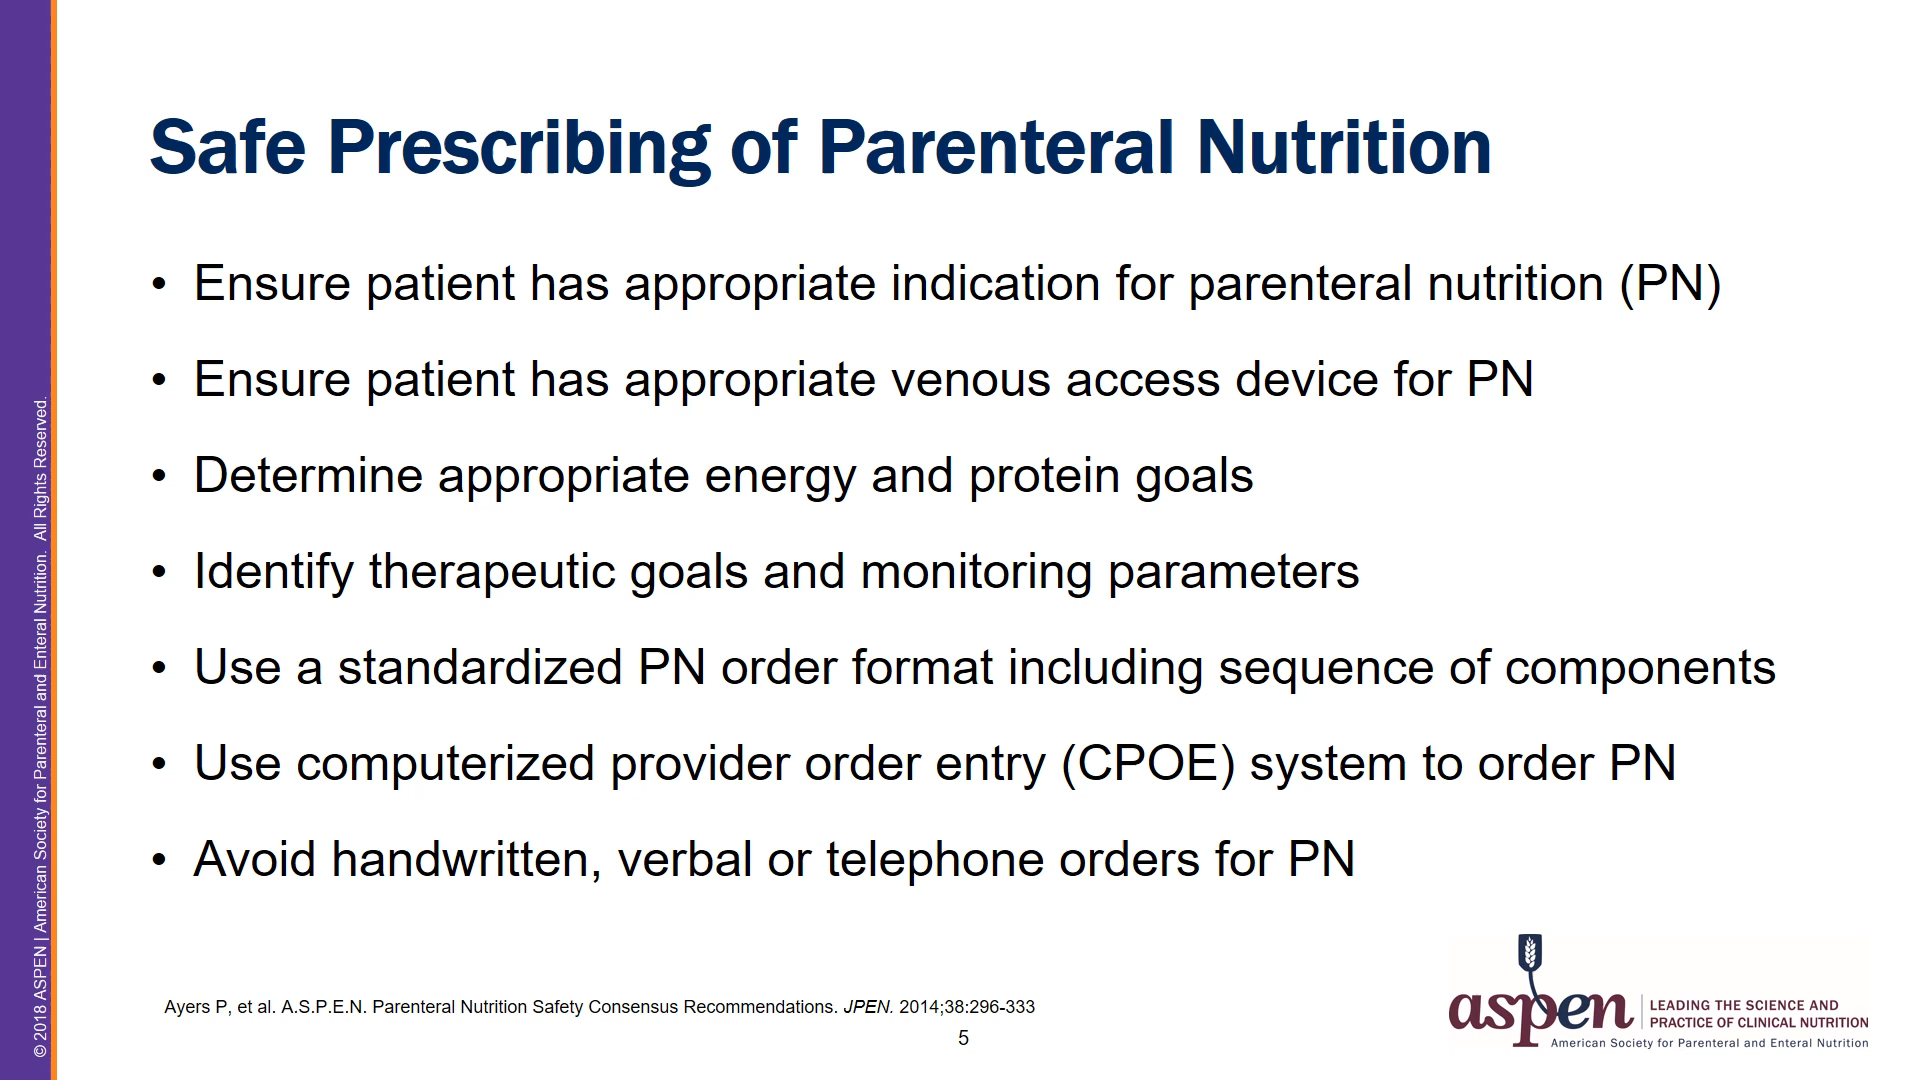 Safe Prescribing of Parenteral Nutrition
• Ensure patient has appropriate indication for parenteral nutrition (PN)
• Ensure patient has appropriate venous access device for PN
• Determine appropriate energy and protein goals
• Identify therapeutic goals and monitoring parameters
• Use a standardized PN order format including sequence of components
• Use computerized provider order entry (CPOE) system to order PN
• Avoid handwritten, verbal or telephone orders for PN
Ayers P, et al. A.S.P.E.N. Parenteral Nutrition Safety Consensus Recommendations. JPEN. 2014;38:296-333
5
aspen
LEADING THE SCIENCE AND
PRACTICE OF CLINICAL NUTRITION
American Society for Parenteral and Enteral Nutrition
© 2018 ASPEN | American Society for Parenteral and Enteral Nutrition. All Rights Reserved.